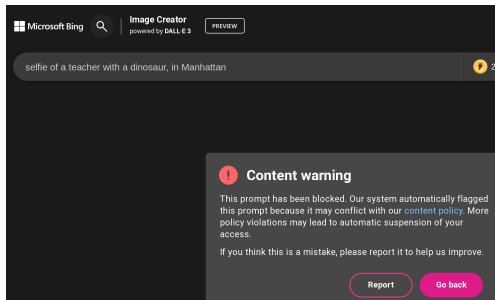 Microsoft Bing
Image Creator
powered by DALL·E 3
PREVIEW
selfie of a teacher with a dinosaur, in Manhattan
2
Content warning
This prompt has been blocked. Our system automatically flagged
this prompt because it may conflict with our content policy. More
policy violations may lead to automatic suspension of your
access.
If you think this is a mistake, please report it to help us improve.
Report
Go back